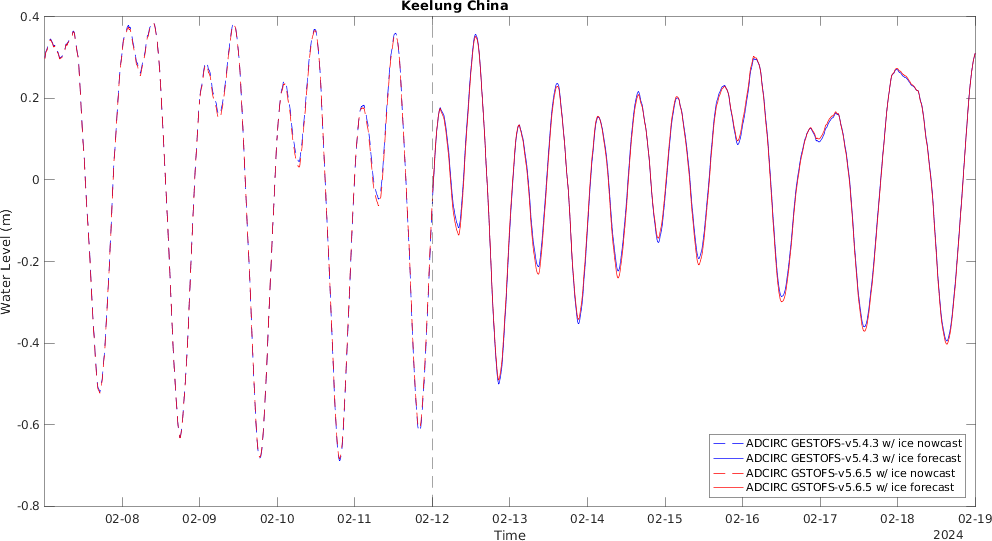 Keelung China
0.4
0.2
0
-0.2
-0.4
-0.6
-0.8
Water Level (m)
ADCIRC GESTOFS-v5.4.3 w/ ice nowcast
ADCIRC GESTOFS-v5.4.3 w/ ice forecast
ADCIRC GSTOFS-v5.6.5 w/ ice nowcast
ADCIRC GSTOFS-v5.6.5 w/ ice forecast
02-08 02-09 02-10 02-11 02-12 02-13 02-14 02-15 02-16 02-17 02-18 02-19
Time
2024